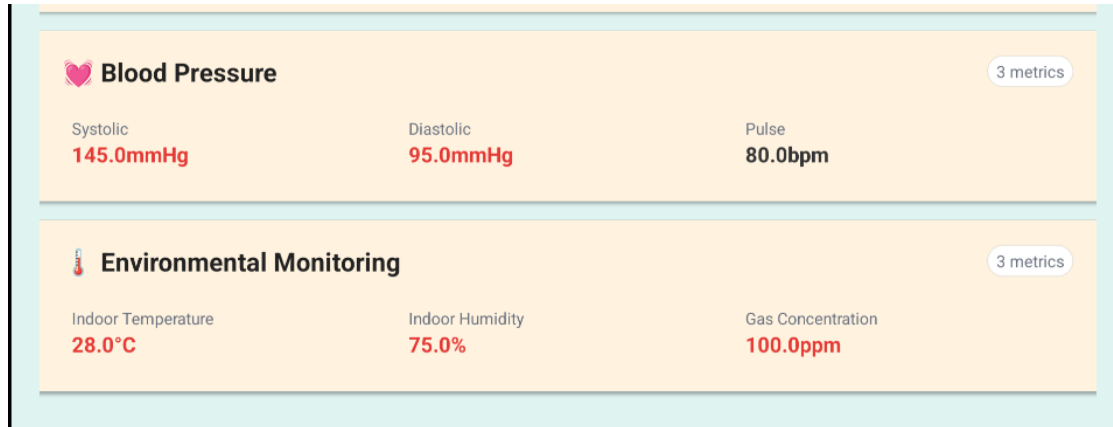 Blood Pressure
3 metrics
Systolic
Diastolic
Pulse
145.0mmHg
95.0mmHg
80.0bpm
Environmental Monitoring
3 metrics
Indoor Temperature
Indoor Humidity
Gas Concentration
28.0°C
75.0%
100.0ppm